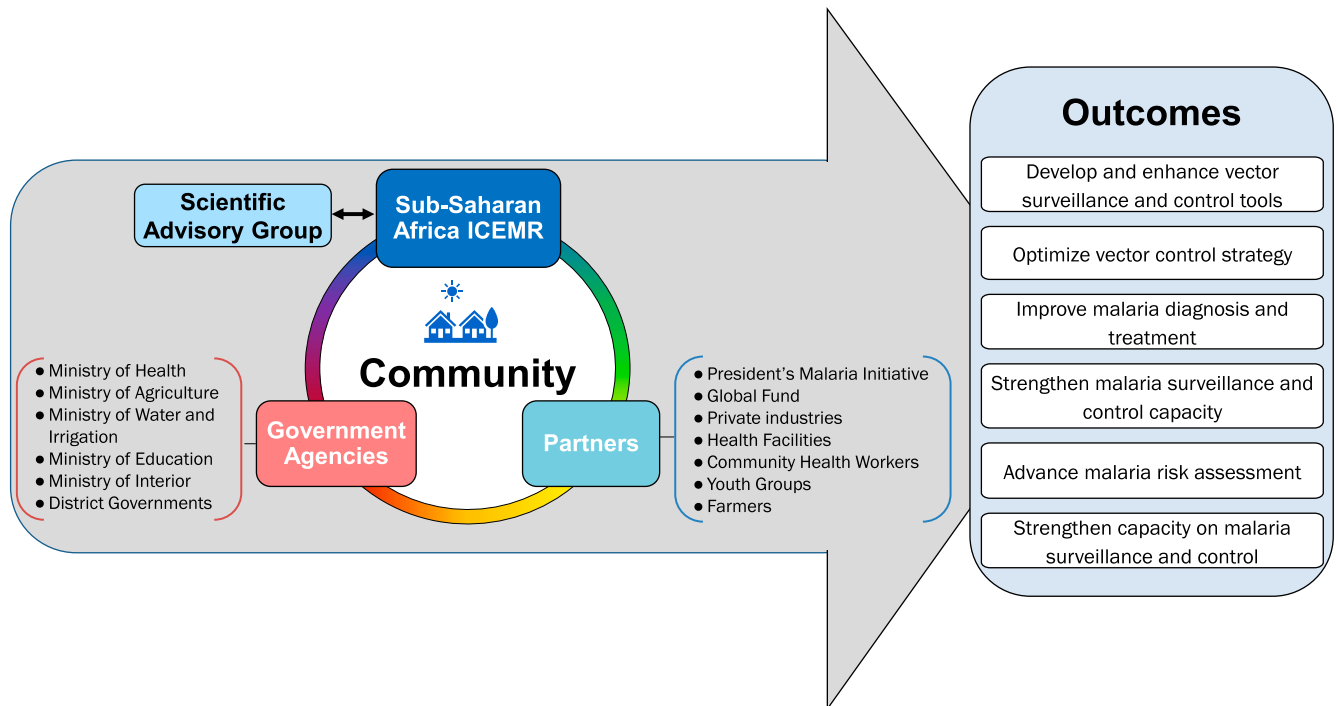 Scientific
Advisory Group
Sub-Saharan
Africa ICEMR
Community
Government
Agencies
Partners
● Ministry of Health
● Ministry of Agriculture
● Ministry of Water and
Irrigation
● Ministry of Education
● Ministry of Interior
● District Governments
● President’s Malaria Initiative
● Global Fund
● Private industries
● Health Facilities
● Community Health Workers
● Youth Groups
● Farmers
Outcomes
Develop and enhance vector
surveillance and control tools
Optimize vector control strategy
Improve malaria diagnosis and
treatment
Strengthen malaria surveillance and
control capacity
Advance malaria risk assessment
Strengthen capacity on malaria
surveillance and control